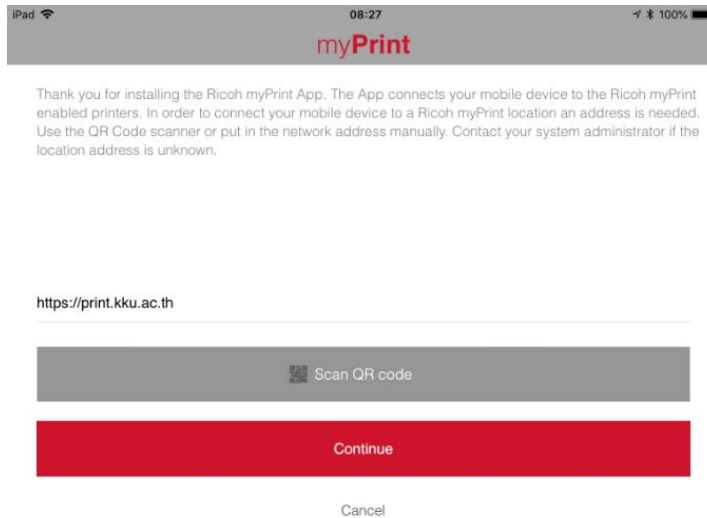 iPad 08:27 100%
myPrint
Thank you for installing the Ricoh myPrint App. The App connects your mobile device to the Ricoh myPrint
enabled printers. In order to connect your mobile device to a Ricoh myPrint location an address is needed.
Use the QR Code scanner or put in the network address manually. Contact your system administrator if the
location address is unknown.
https://print.kku.ac.th
Scan QR code
Continue
Cancel